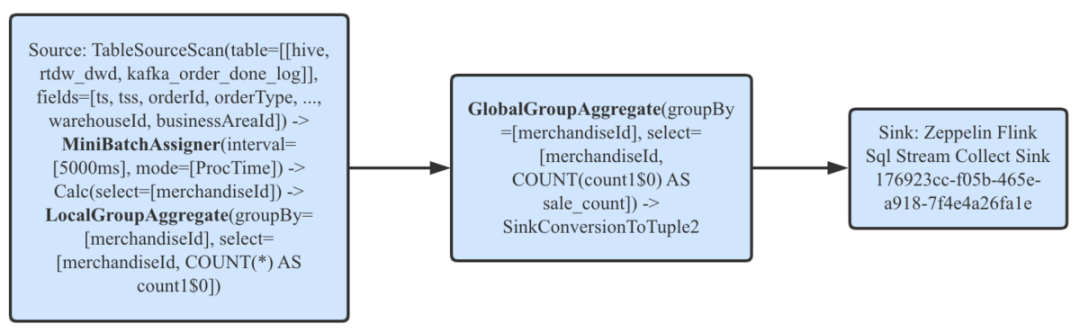 Source: TableSourceScan(table=[[hive,
rtdw_dwd, kafka_order_done_log]],
fields=[ts, tss, orderId, orderType, ...,
warehouseId, businessAreaId]) ->
MiniBatchAssigner(interval=
[5000ms], mode=[ProcTime]) ->
Calc(select=[merchandiseId]) ->
LocalGroupAggregate(groupBy=
[merchandiseId], select=
[merchandiseId, COUNT(*) AS
count1$0])
GlobalGroupAggregate(groupBy
=[merchandiseId], select=
[merchandiseId,
COUNT(count1$0) AS
sale_count]) ->
SinkConversionToTuple2
Sink: Zeppelin Flink
Sql Stream Collect Sink
176923cc-f05b-465e-
a918-7f4e4a26fa1e